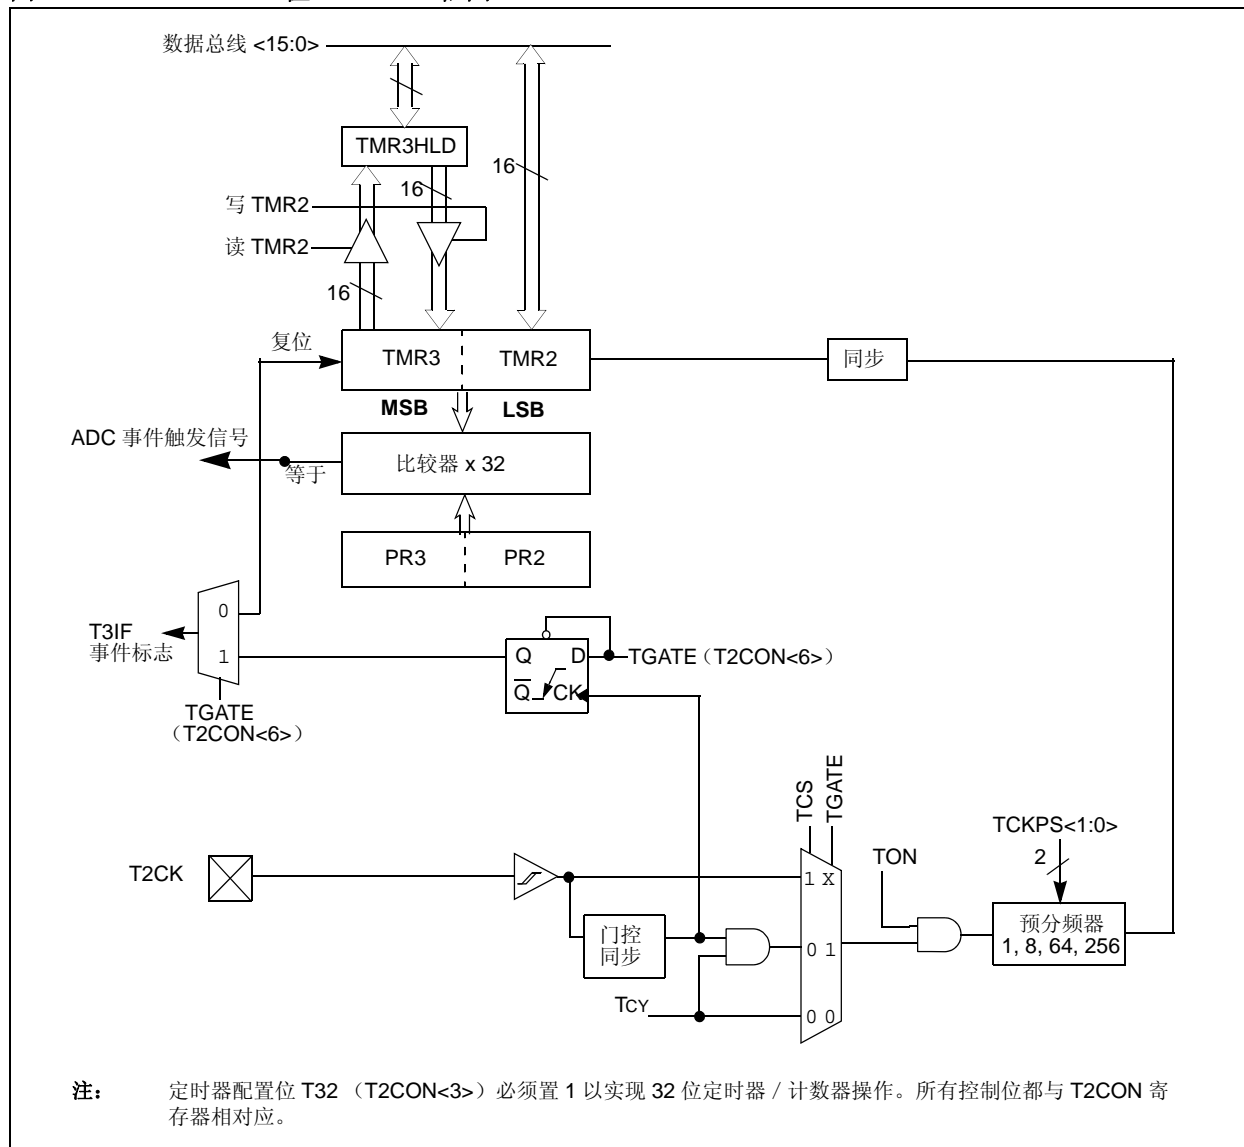 数据总线 <15:0>
TMR3HLD
16
16
写 TMR2
读 TMR2
16
复位
TMR3
TMR2
同步
MSB
LSB
ADC 事件触发信号
等于
比较器 x 32
PR3
PR2
0
1
T3IF
事件标志
Q
D
TGATE（T2CON<6>）
Q
CK
TGATE
（T2CON<6>）
TCS
TGATE
TCKPS<1:0>
2
TON
T2CK
1 X
门控
同步
0 1
预分频器
1, 8, 64, 256
TCY
0 0
注： 定时器配置位 T32 （T2CON<3>）必须置 1 以实现 32 位定时器 / 计数器操作。所有控制位都与 T2CON 寄
存器相对应。